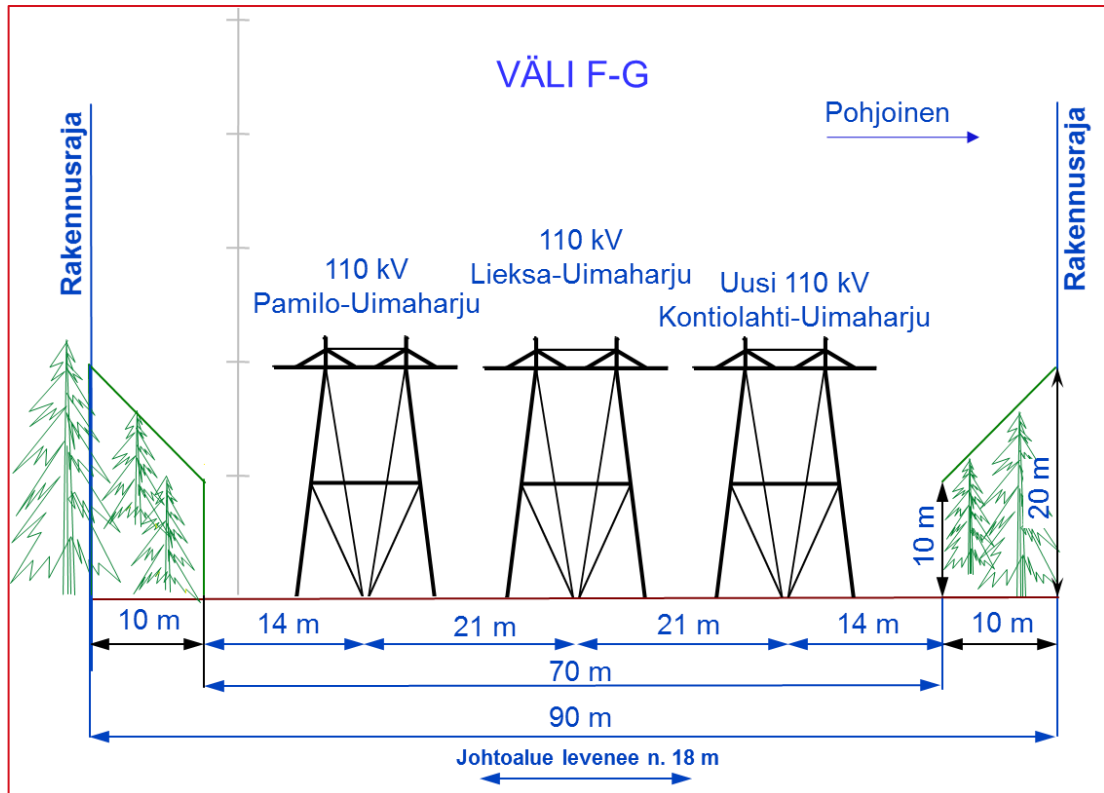 VÄLI F-G
Pohjoinen
Rakennusraja
Rakennusraja
110 kV
Pamilo-Uimaharju
110 kV
Lieksa-Uimaharju
Uusi 110 kV
Kontiolahti-Uimaharju
10 m
20 m
10 m
14 m
21 m
21 m
14 m
10 m
70 m
90 m
Johtoalue levenee n. 18 m